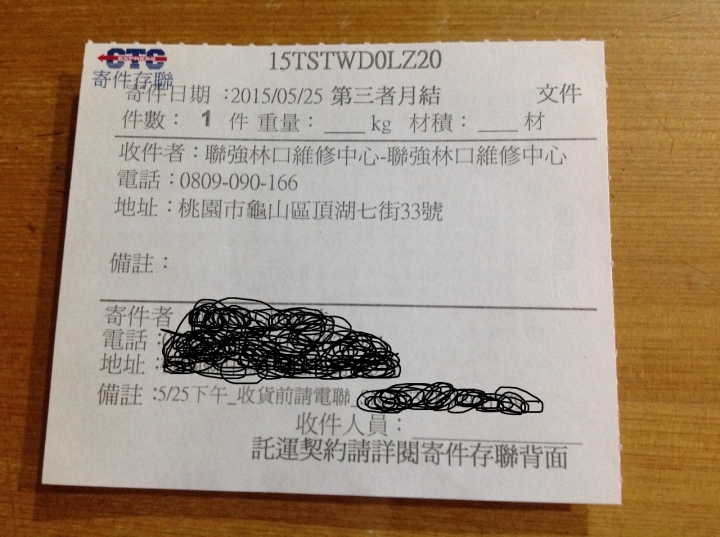 CTC
EXPRESS
15TSTWD0LZ20
寄件存聯
寄件日期：2015/05/25 第三者月結 文件
件數： 1 件 重量：____ kg 材積：____ 材
收件者：聯強林口維修中心-聯強林口維修中心
電話：0809-090-166
地址：桃園市龜山區頂湖七街33號
備註：
寄件者
電話：
地址：
備註：5/25下午_收貨前請電聯_
收件人員：
託運契約請詳閱寄件存聯背面